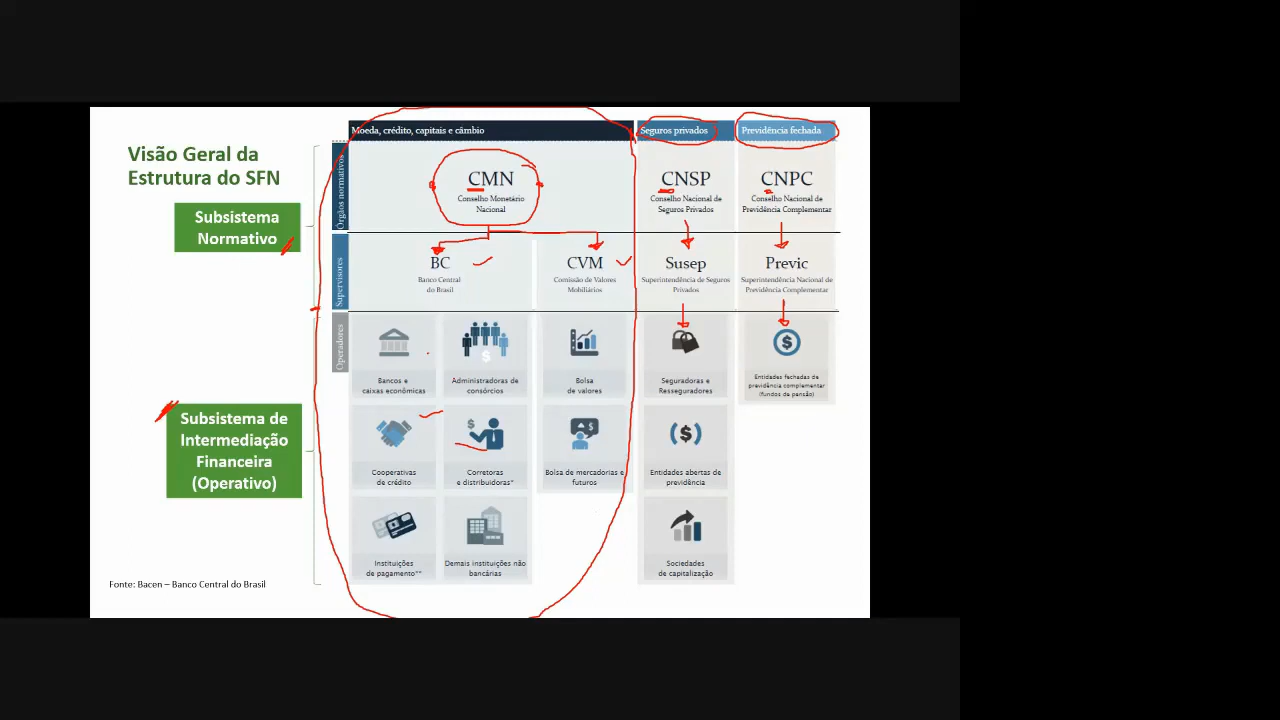 Visão Geral da
Estrutura do SFN
Subsistema
Normativo
Subsistema de
Intermediação
Financeira
(Operativo)
Fonte: Bacen – Banco Central do Brasil
Moeda, crédito, capitais e câmbio
Seguros privados
Previdência fechada
Órgãos normativos
CMN
Conselho Monetário
Nacional
CNSP
Conselho Nacional de
Seguros Privados
CNPC
Conselho Nacional de
Previdência Complementar
Supervisores
BC
Banco Central
do Brasil
CVM
Comissão de Valores
Mobiliários
Susep
Superintendência de Seguros
Privados
Previc
Superintendência Nacional de
Previdência Complementar
Operadores
Bancos e
caixas econômicas
Administradoras de
consórcios
Bolsa
de valores
Seguradoras e
Resseguradores
Entidades fechadas de
previdência complementar
(fundos de pensão)
Cooperativas
de crédito
Corretoras
e distribuidoras*
Bolsa de mercadorias e
futuros
Entidades abertas de
previdência
Instituições
de pagamento**
Demais instituições não
bancárias
Sociedades
de capitalização